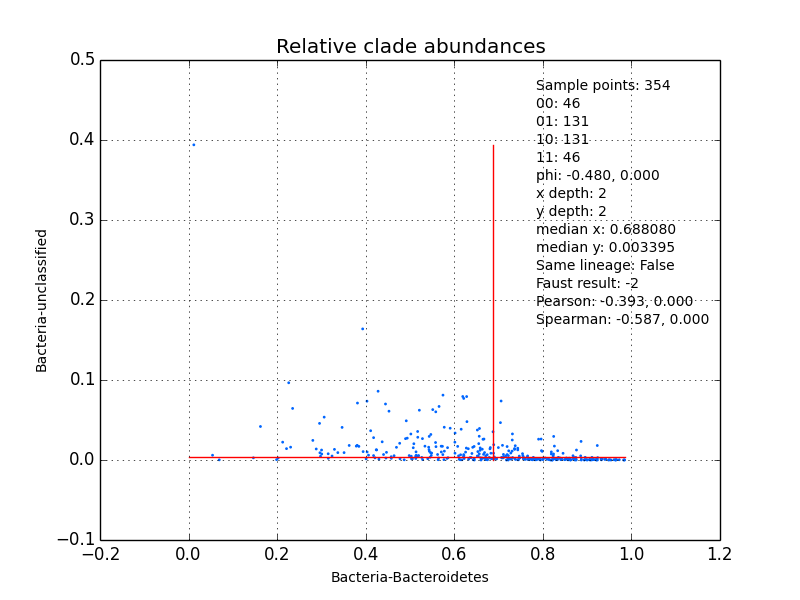 Relative clade abundances
0.5
0.4
0.3
0.2
0.1
0.0
−0.1
Bacteria-unclassified
Sample points: 354
00: 46
01: 131
10: 131
11: 46
phi: -0.480, 0.000
x depth: 2
y depth: 2
median x: 0.688080
median y: 0.003395
Same lineage: False
Faust result: -2
Pearson: -0.393, 0.000
Spearman: -0.587, 0.000
−0.2 0.0 0.2 0.4 0.6 0.8 1.0 1.2
Bacteria-Bacteroidetes